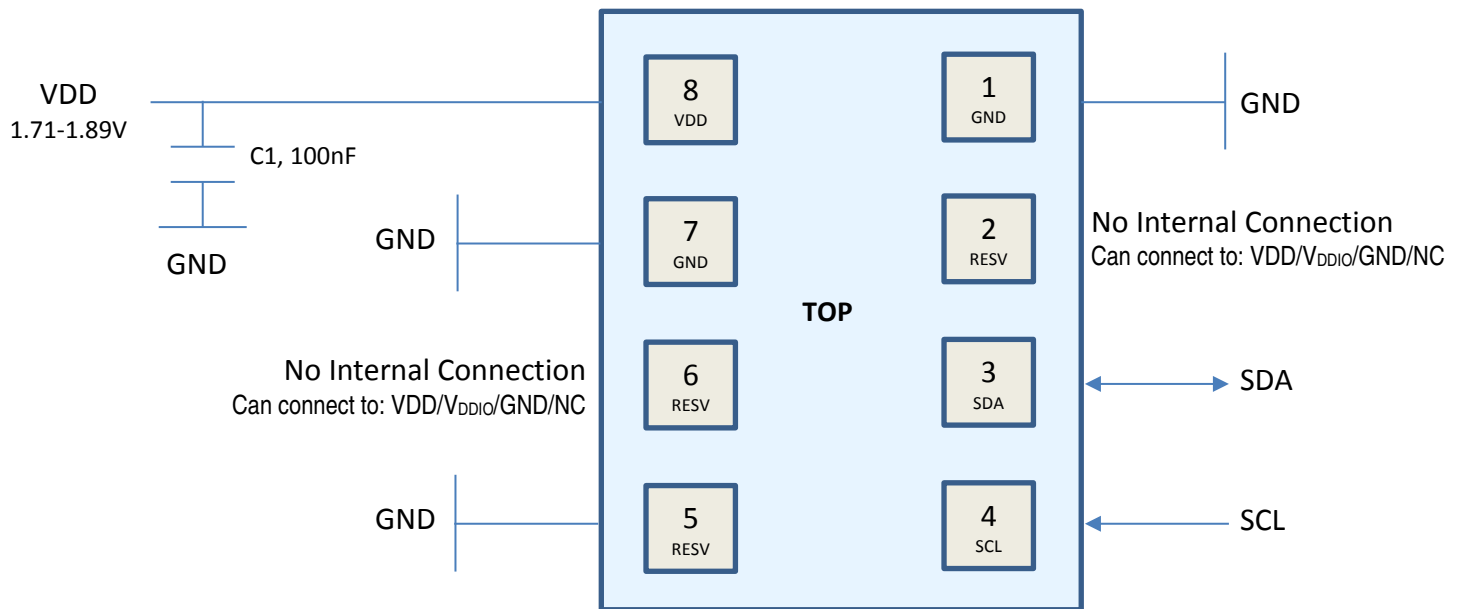 VDD
1.71-1.89V
C1, 100nF
GND
8
VDD
1
GND
GND
GND
7
GND
2
RESV
No Internal Connection
Can connect to: VDD/VDDIO/GND/NC
TOP
No Internal Connection
Can connect to: VDD/VDDIO/GND/NC
6
RESV
3
SDA
SDA
GND
5
RESV
4
SCL
SCL